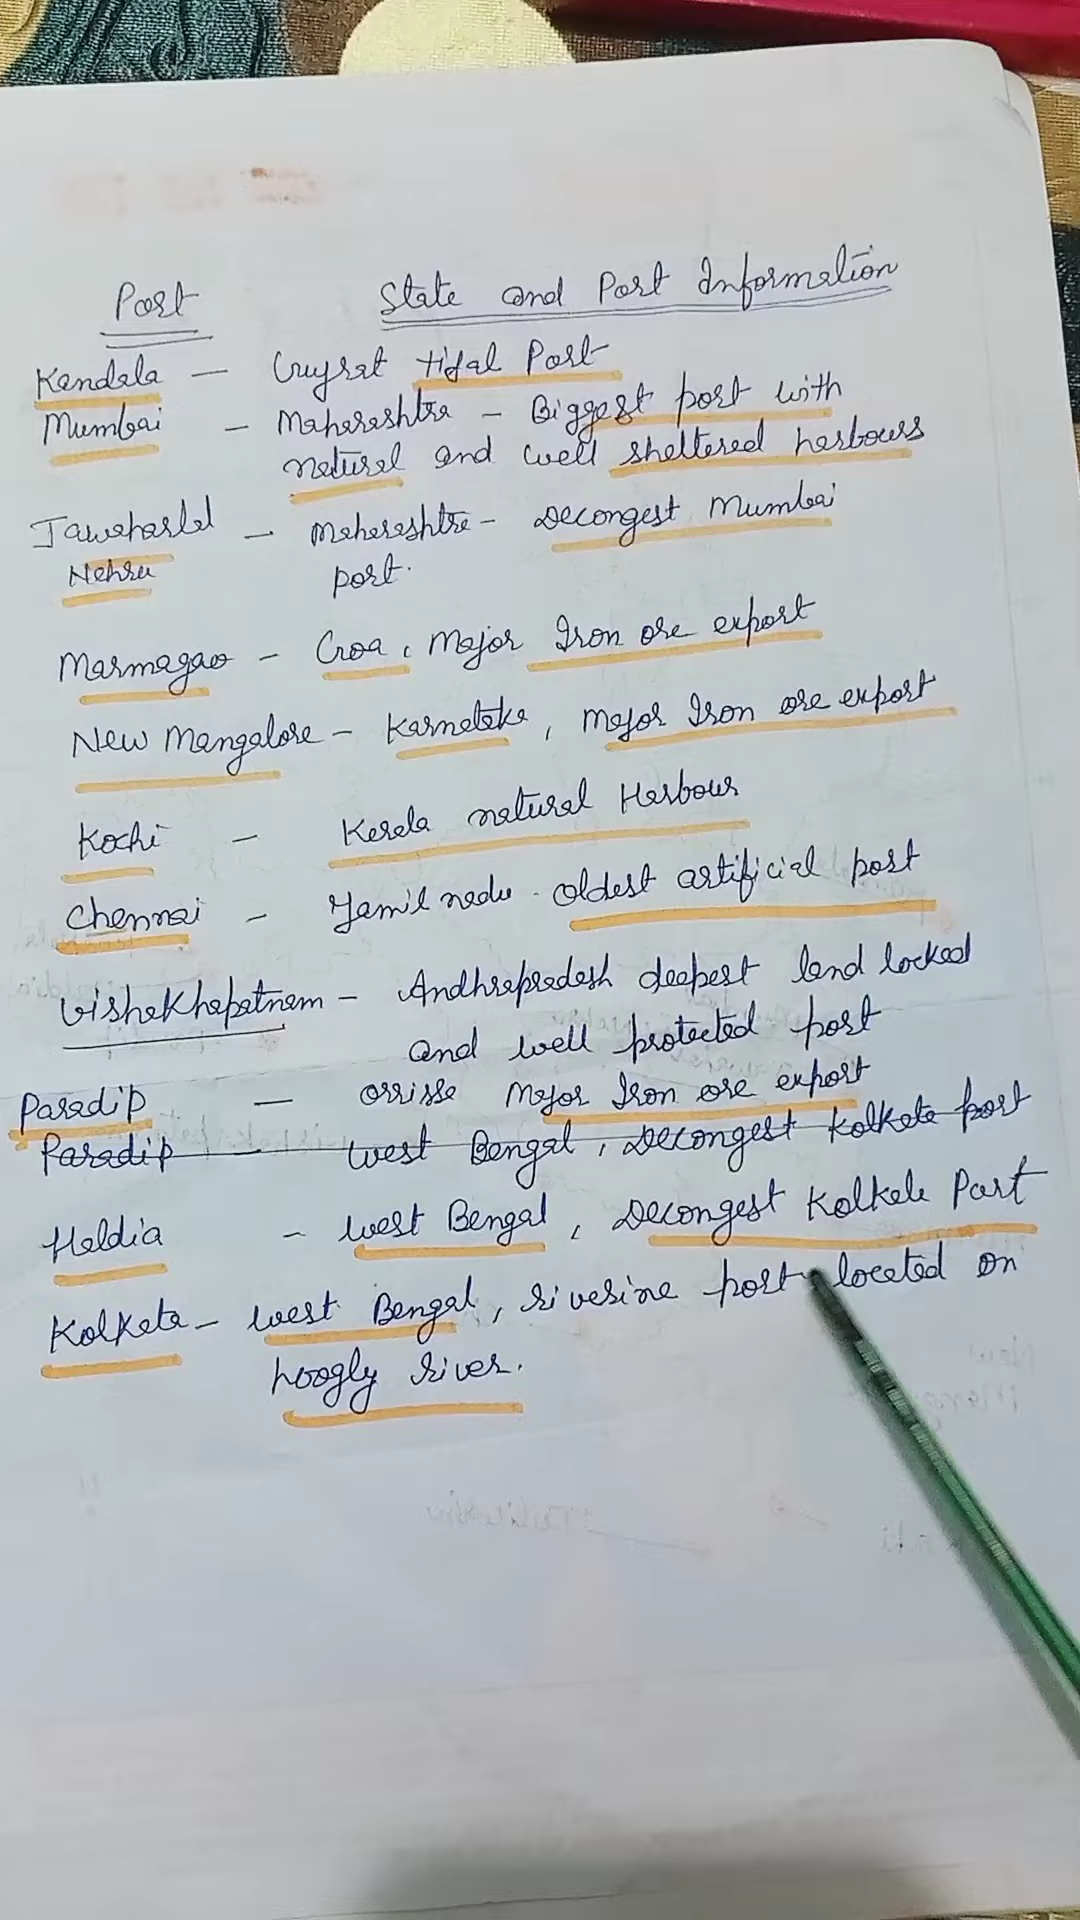 Port State and Port Information
Kandala — Gujrat tidal Port
Mumbai — Maharashtra — Biggest port with
natural and well sheltered harbours
Jawaharlal — Maharashtra — Decongest Mumbai
Nehru port.
Marmagao — Goa, Major Iron ore export
New Mangalore — Karnataka, Major Iron ore export
Kochi — Kerala natural Harbour
Chennai — Tamil nadu - oldest artificial port
Vishakhapatnam — Andhrapradesh deepest land locked
and well protected port
Paradip — orrissa Major Iron ore export
Paradip - West Bengal, Decongest Kolkata port
Haldia - West Bengal, Decongest Kolkata Port
Kolkata — West Bengal, riverine port located on
hoogly river.